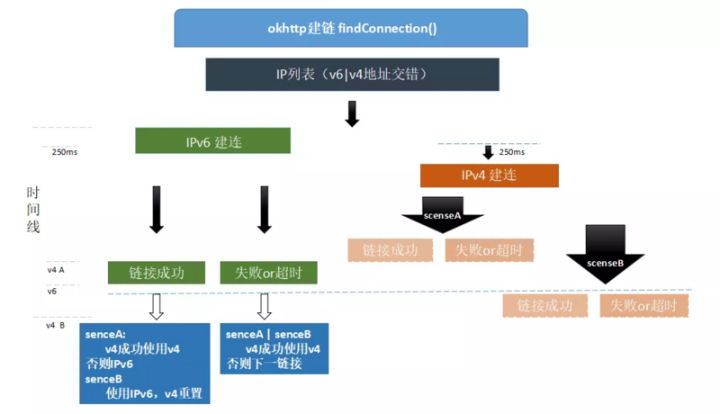 okhttp建链 findConnection()
IP列表（v6|v4地址交错）
IPv6 建连
250ms
250ms
IPv4 建连
时
间
线
scenseA
链接成功
失败or超时
scenseB
v4 A
链接成功
失败or超时
v6
链接成功
失败or超时
v4 B
senceA:
v4成功使用v4
否则IPv6
senceB
使用IPv6，v4重置
senceA | senceB
v4成功使用v4
否则下一链接